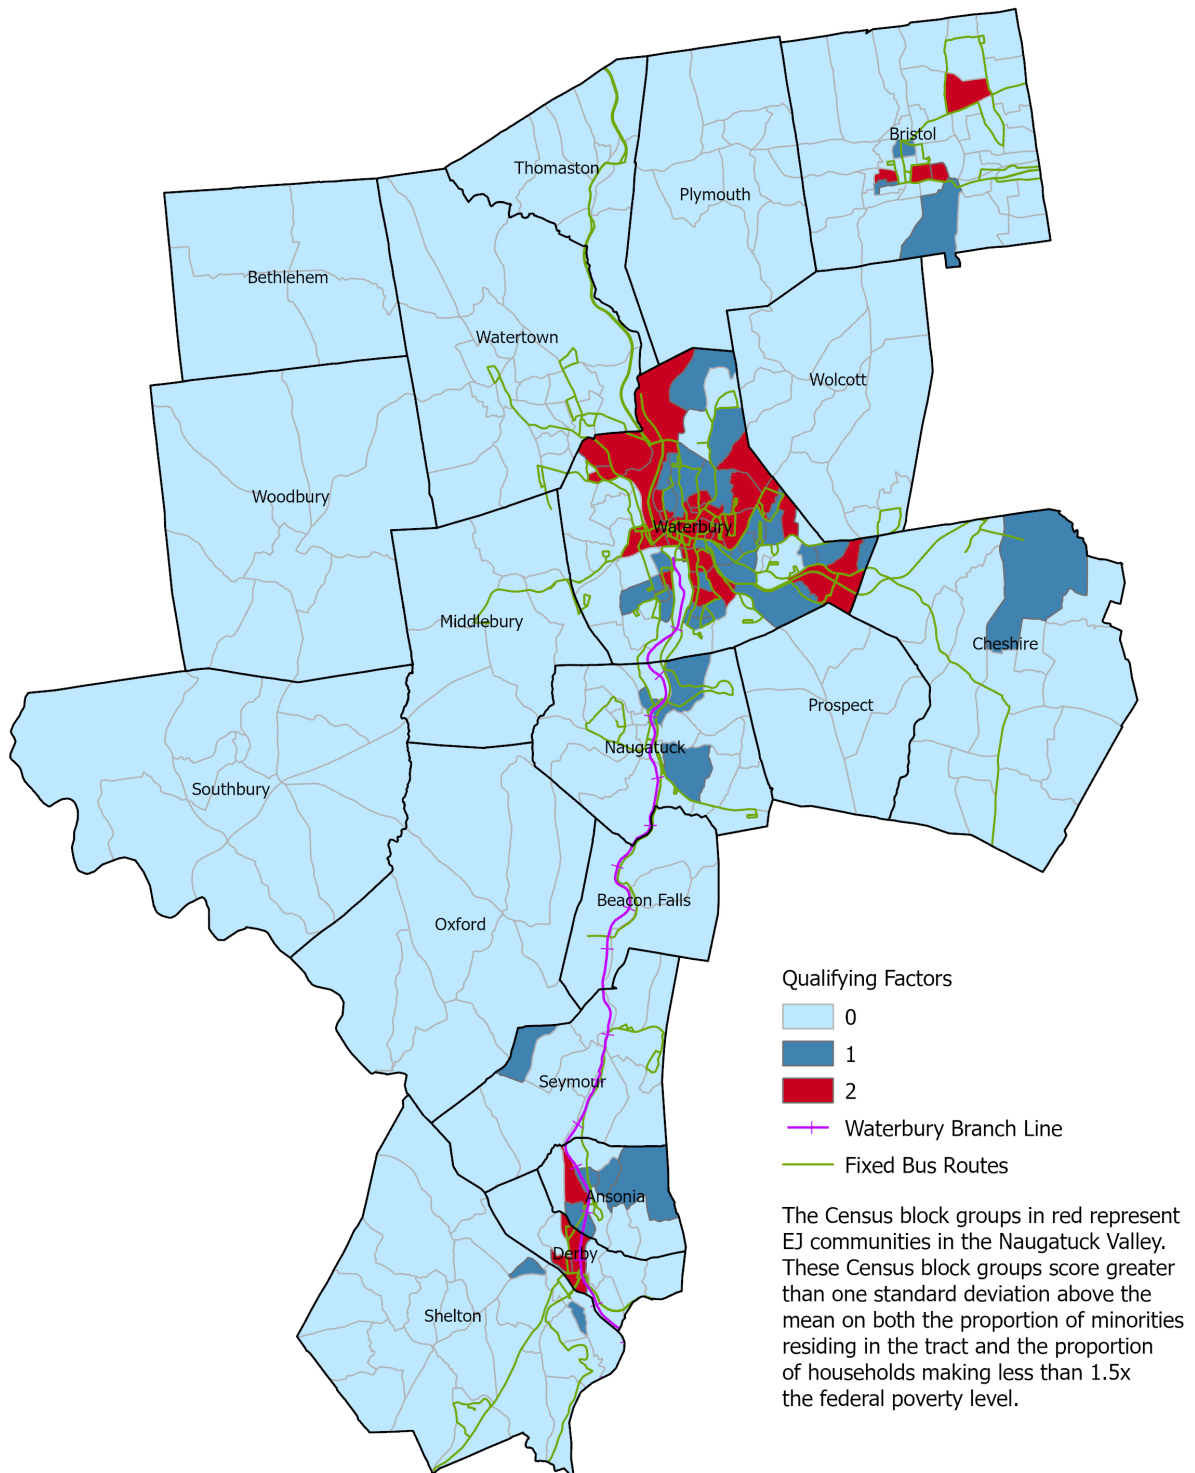 Thomaston
Bristol
Plymouth
Bethlehem
Watertown
Wolcott
Woodbury
Waterbury
Middlebury
Cheshire
Prospect
Naugatuck
Southbury
Beacon Falls
Oxford
Seymour
Ansonia
Derby
Shelton
Qualifying Factors
0
1
2
Waterbury Branch Line
Fixed Bus Routes
The Census block groups in red represent
EJ communities in the Naugatuck Valley.
These Census block groups score greater
than one standard deviation above the
mean on both the proportion of minorities
residing in the tract and the proportion
of households making less than 1.5x
the federal poverty level.